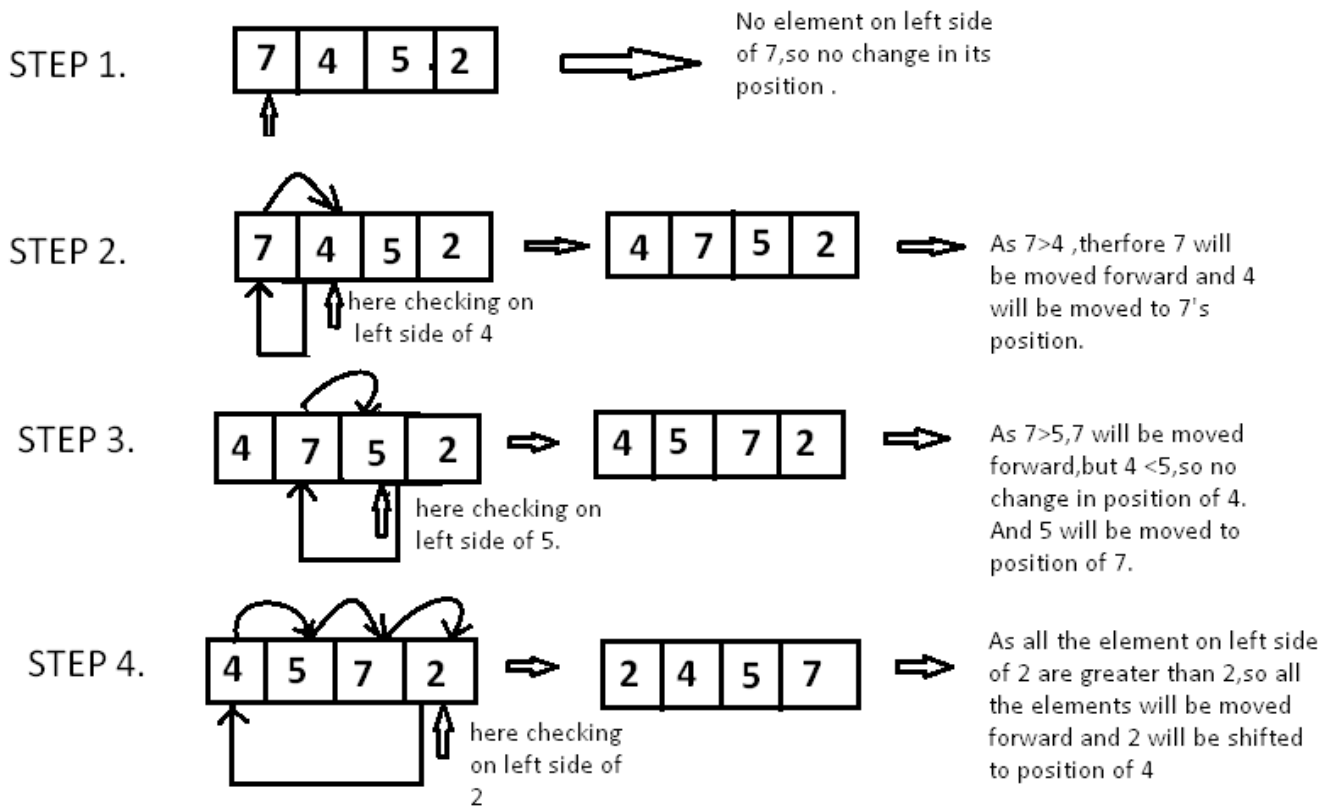 STEP 1.
7 4 5 2
No element on left side
of 7,so no change in its
position .
STEP 2.
7 4 5 2
here checking on
left side of 4
4 7 5 2
As 7>4 ,therfore 7 will
be moved forward and 4
will be moved to 7's
position.
STEP 3.
4 7 5 2
here checking on
left side of 5.
4 5 7 2
As 7>5,7 will be moved
forward,but 4 <5,so no
change in position of 4.
And 5 will be moved to
position of 7.
STEP 4.
4 5 7 2
here checking
on left side of
2
2 4 5 7
As all the element on left side
of 2 are greater than 2,so all
the elements will be moved
forward and 2 will be shifted
to position of 4